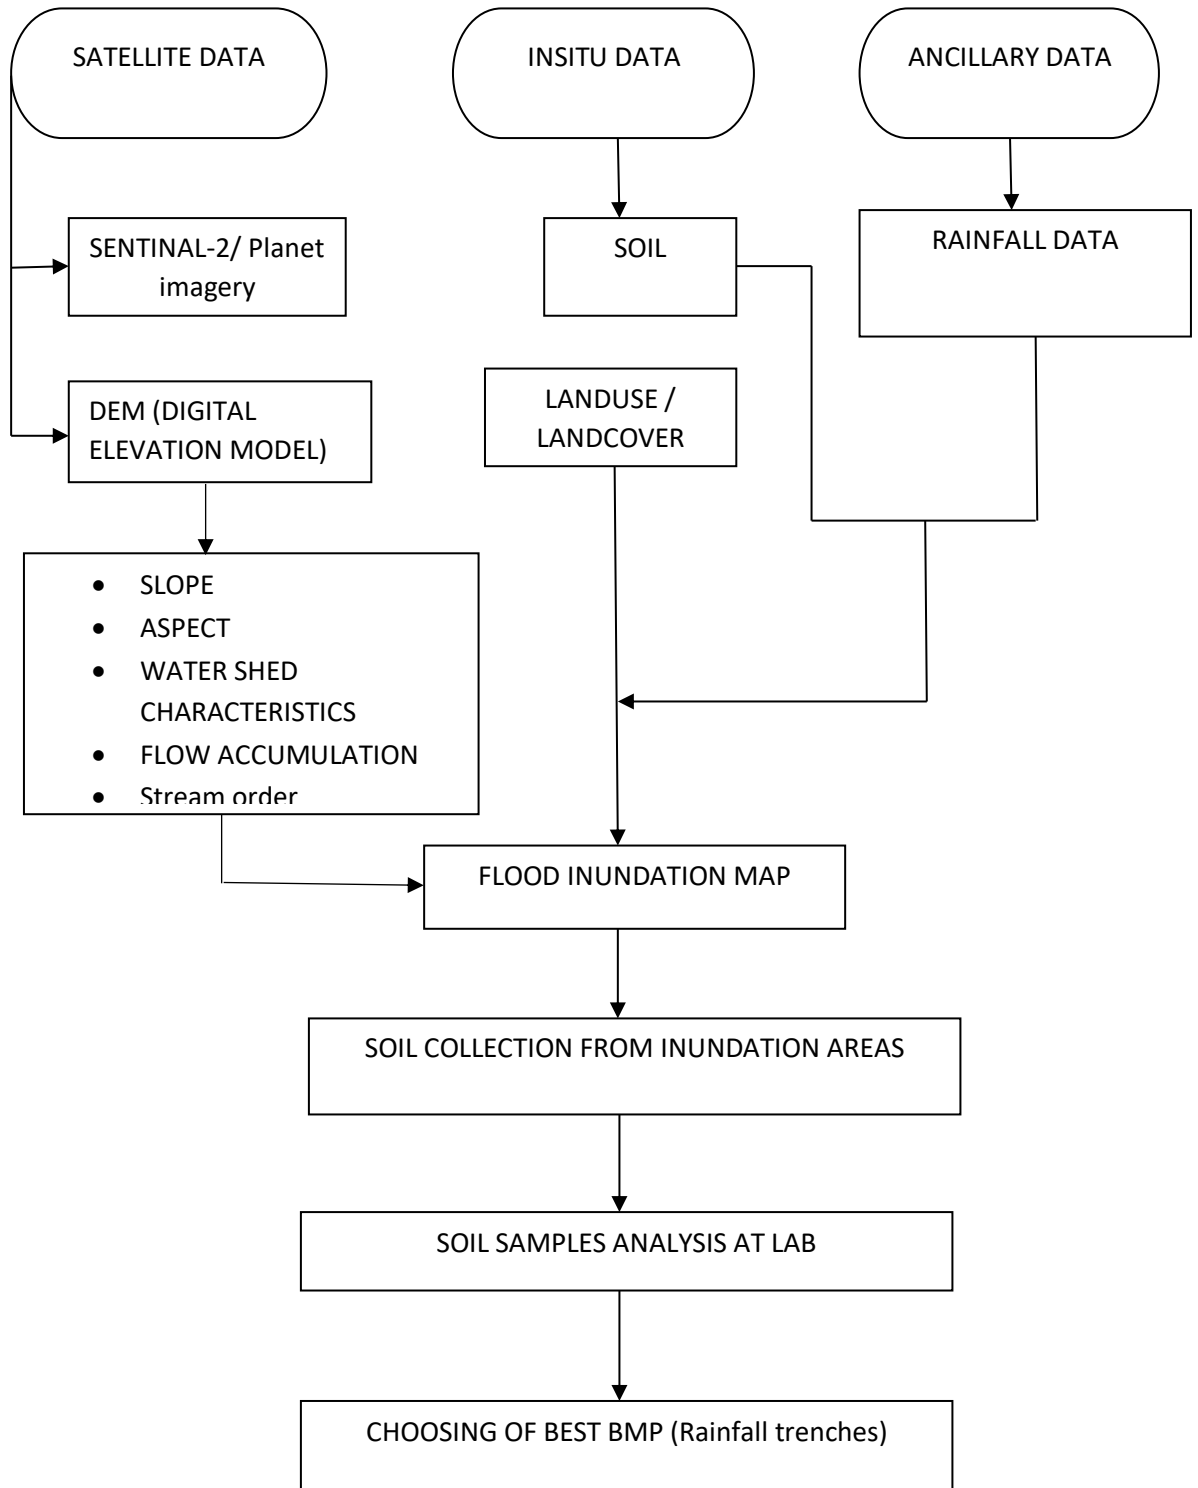 SATELLITE DATA
INSITU DATA
ANCILLARY DATA
SENTINAL-2/ Planet
imagery
SOIL
RAINFALL DATA
DEM (DIGITAL
ELEVATION MODEL)
LANDUSE /
LANDCOVER
• SLOPE
• ASPECT
• WATER SHED
CHARACTERISTICS
• FLOW ACCUMULATION
• Stream order
FLOOD INUNDATION MAP
SOIL COLLECTION FROM INUNDATION AREAS
SOIL SAMPLES ANALYSIS AT LAB
CHOOSING OF BEST BMP (Rainfall trenches)